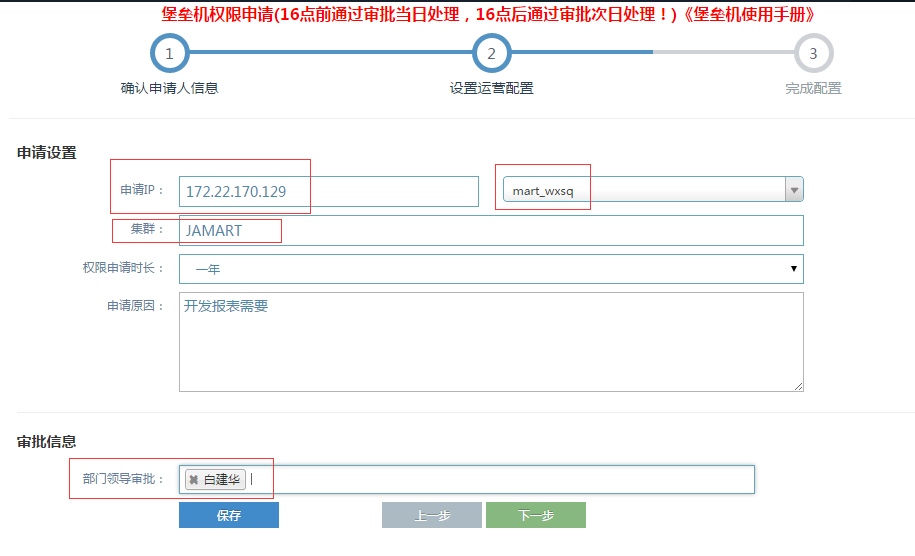 堡垒机权限申请(16点前通过审批当日处理，16点后通过审批次日处理！)《堡垒机使用手册》
1 2 3
确认申请人信息 设置运营配置 完成配置
申请设置
申请IP： 172.22.170.129 mart_wxsq
集群： JAMART
权限申请时长： 一年
申请原因： 开发报表需要
审批信息
部门领导审批： 白建华
保存 上一步 下一步